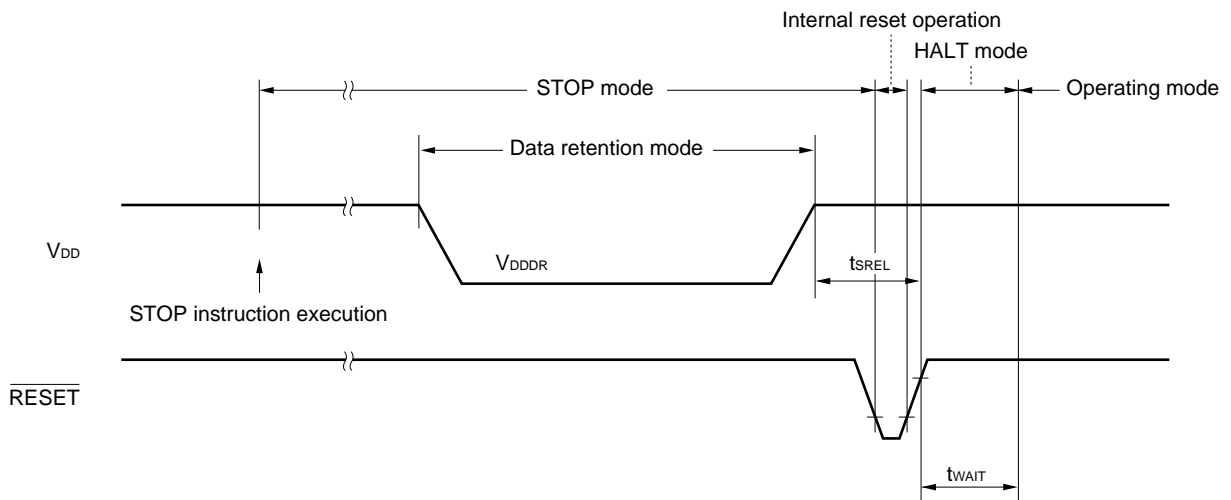 Internal reset operation
HALT mode
STOP mode
Operating mode
Data retention mode
VDD
VDDDR
tSREL
STOP instruction execution
RESET
tWAIT